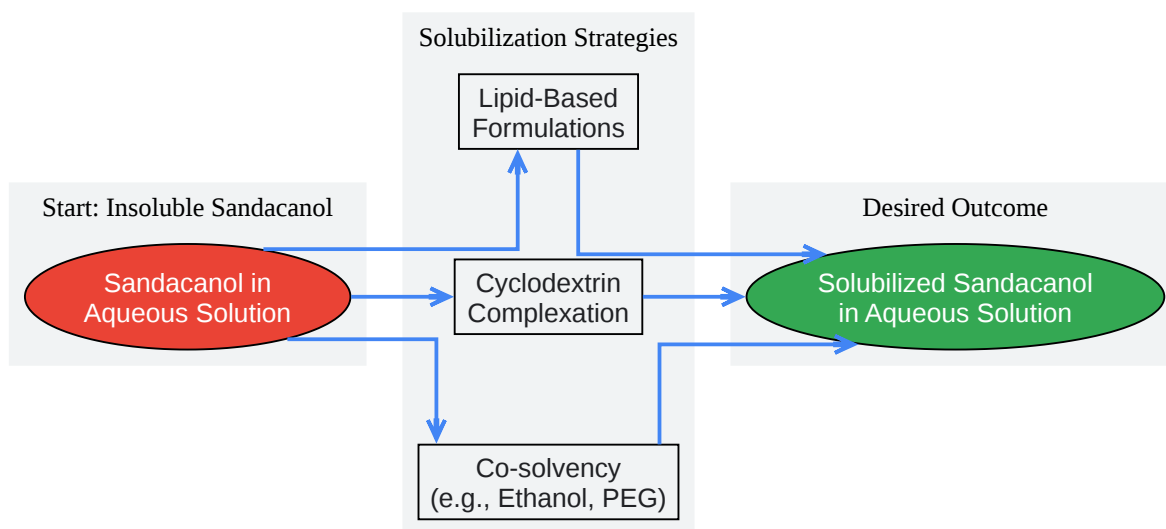 Solubilization Strategies
Lipid-Based
Formulations
Start: Insoluble Sandacanol
Sandacanol in
Aqueous Solution
Cyclodextrin
Complexation
Co-solvency
(e.g., Ethanol, PEG)
Desired Outcome
Solubilized Sandacanol
in Aqueous Solution